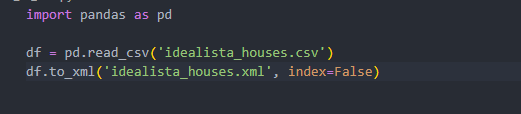 import pandas as pd
df = pd.read_csv('idealista_houses.csv')
df.to_xml('idealista_houses.xml', index=False)